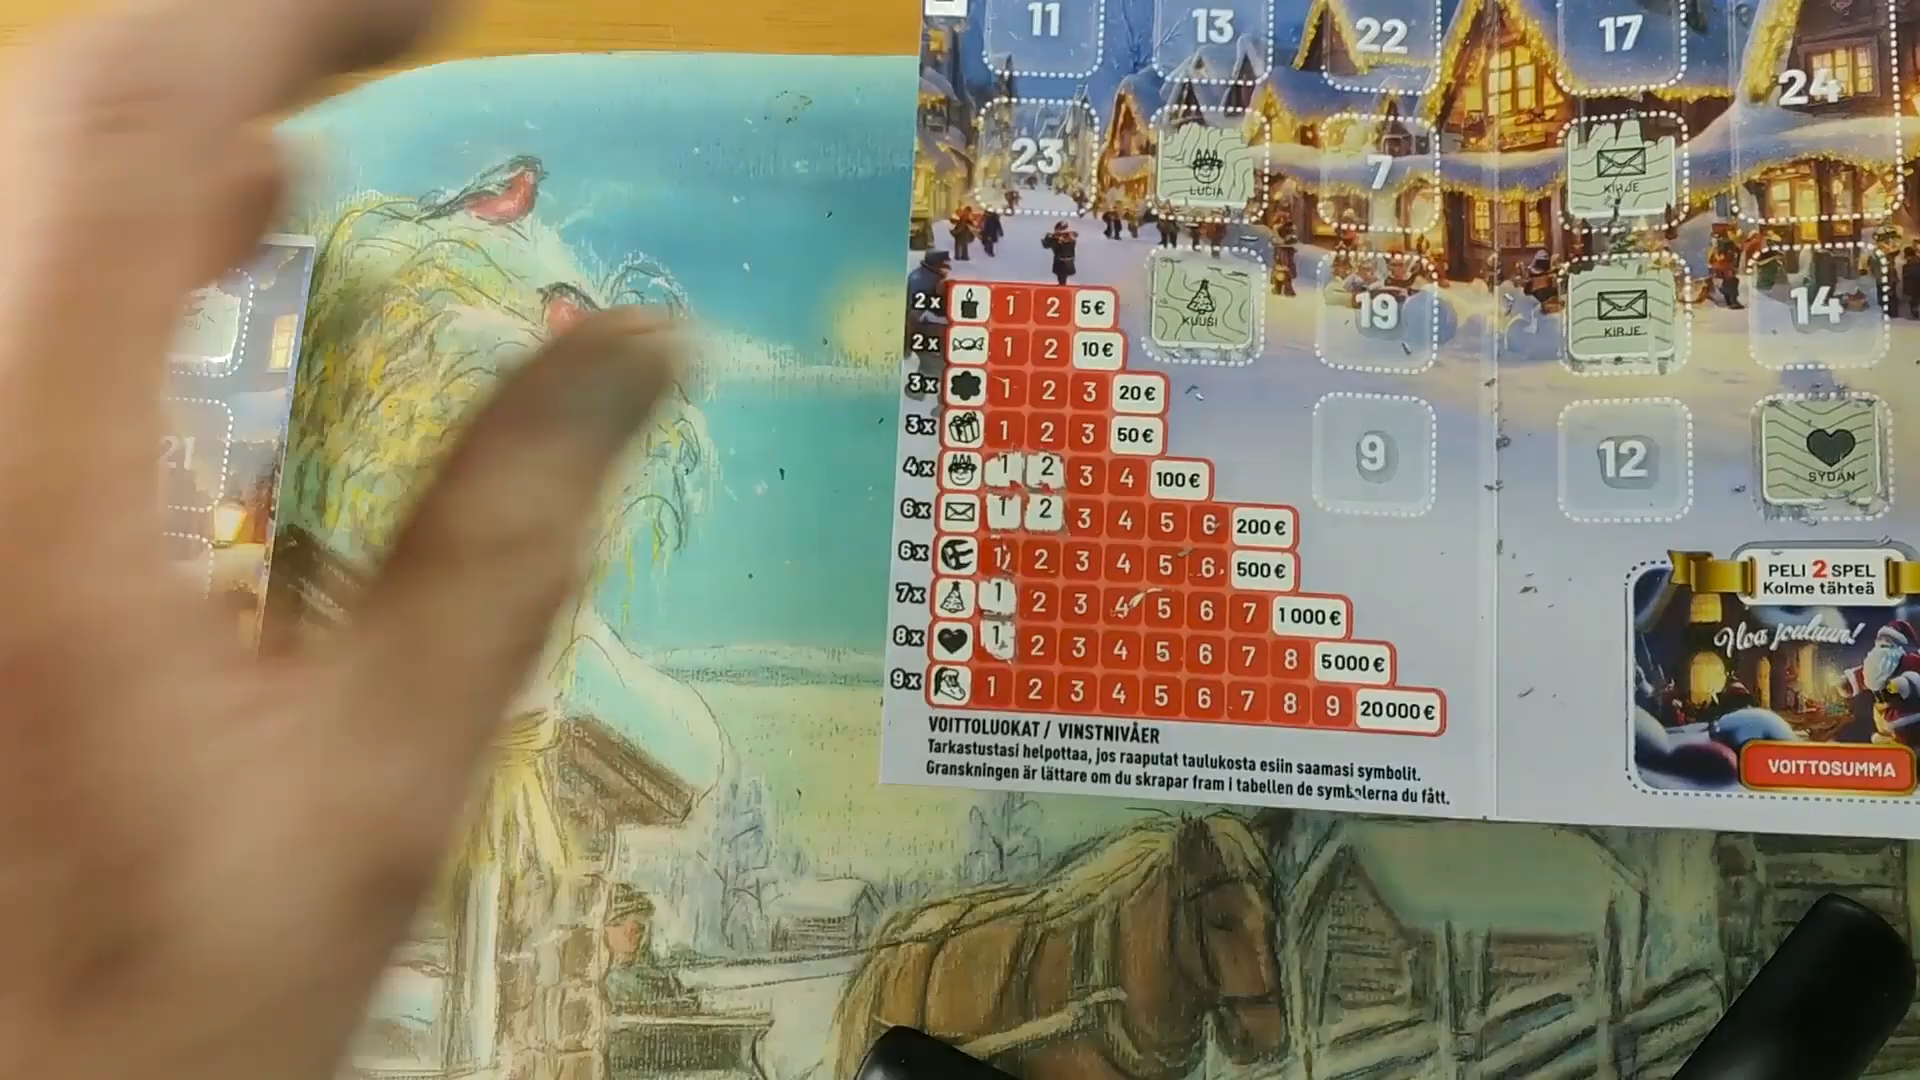 11 13 22 17
24
23 LUCIA 7 KIRJE
KUUSI 19 KIRJE 14
21
9 12 SYDÄN
2x 1 2 5€
2x 1 2 10€
3x 1 2 3 20€
3x 1 2 3 50€
4x 1 2 3 4 100€
6x 1 2 3 4 5 6 200€
6x 1 2 3 4 5 6 500€
7x 1 2 3 4 5 6 7 1 000€
8x 1 2 3 4 5 6 7 8 5 000€
9x 1 2 3 4 5 6 7 8 9 20 000€
VOITTOLUOKAT / VINSTNIVÅER
Tarkastustasi helpottaa, jos raaputat taulukosta esiin saamasi symbolit.
Granskningen är lättare om du skrapar fram i tabellen de symbolerna du fått.
PELI 2 SPEL
Kolme tähteä
Iloa jouluun!
VOITTOSUMMA